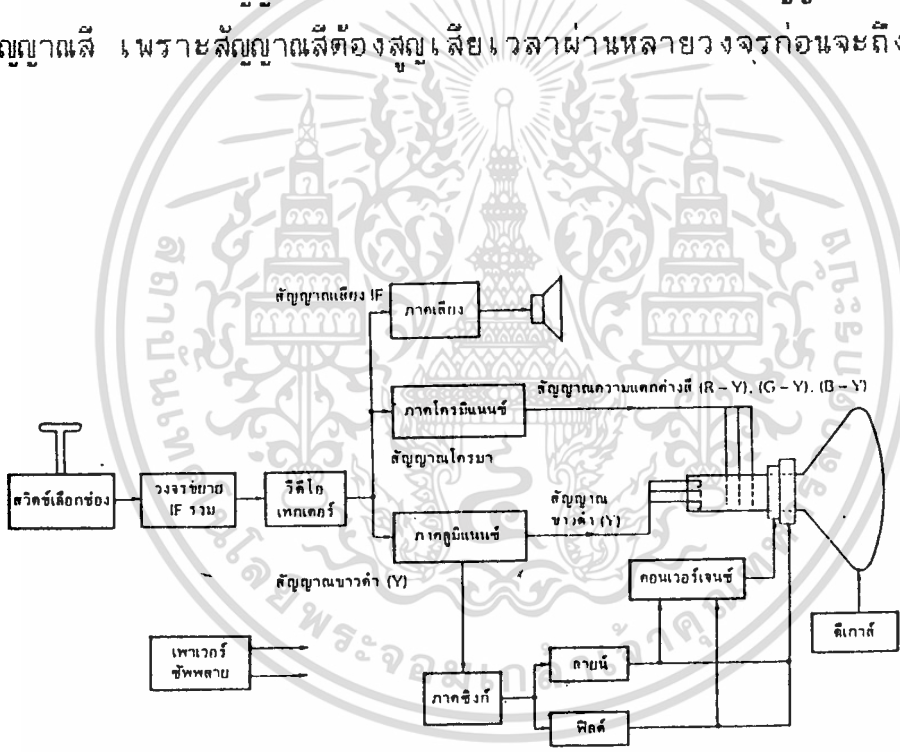 ญญาณสี เพราะสัญญาณสีต้องสูญเสียเวลาผ่านหลายวงจรก่อนจะถึง
สัญญาณเสียง IF
ภาคเสียง
สัญญาณความแตกต่างสี (R – Y), (G – Y), (B – Y)
ภาคโครมิแนนซ์
สัญญาณโครมา
สวิตช์เลือกช่อง
วงจรขยาย
IF รวม
วิดีโอ
เทกเตอร์
สัญญาณ
ขาวดำ (Y)
ภาคลูมิแนนซ์
สัญญาณขาวดำ (Y)
คอนเวอร์เจนซ์
ดีเกาส์
เพาเวอร์
ซัพพลาย
ลายน์
ภาคซิงก์
ฟิลด์